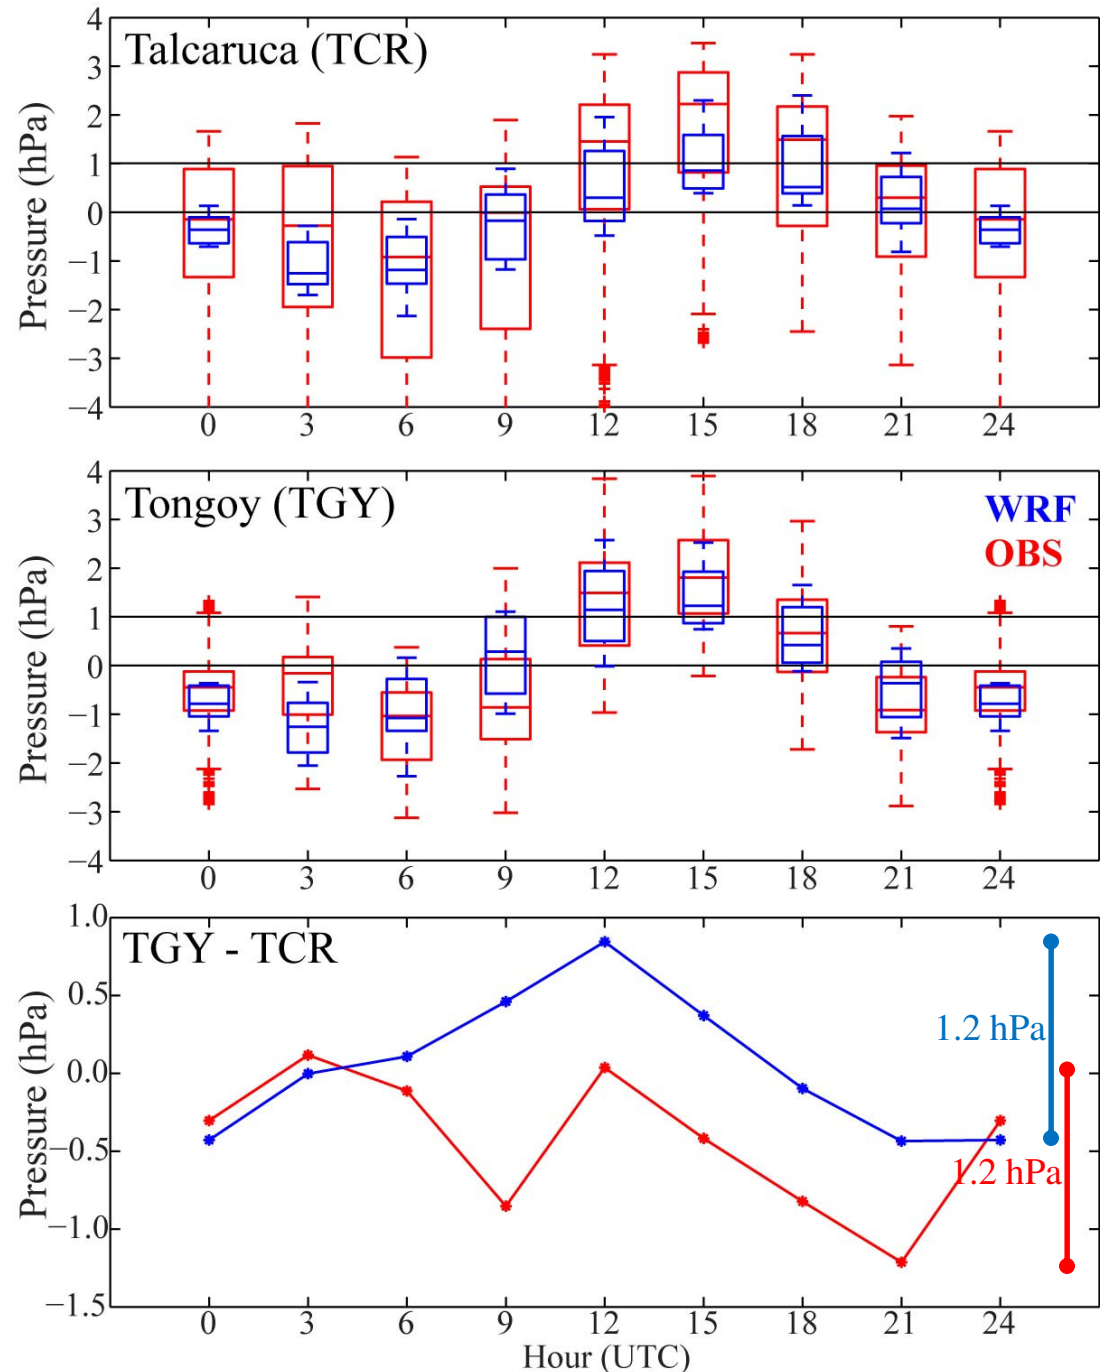 Talcaruca (TCR)
Pressure (hPa)
4
3
2
1
0
−1
−2
−3
−4
0 3 6 9 12 15 18 21 24
Tongoy (TGY)
WRF
OBS
Pressure (hPa)
4
3
2
1
0
−1
−2
−3
−4
0 3 6 9 12 15 18 21 24
TGY - TCR
Pressure (hPa)
1.0
0.5
0.0
−0.5
−1.0
−1.5
1.2 hPa
1.2 hPa
0 3 6 9 12 15 18 21 24
Hour (UTC)